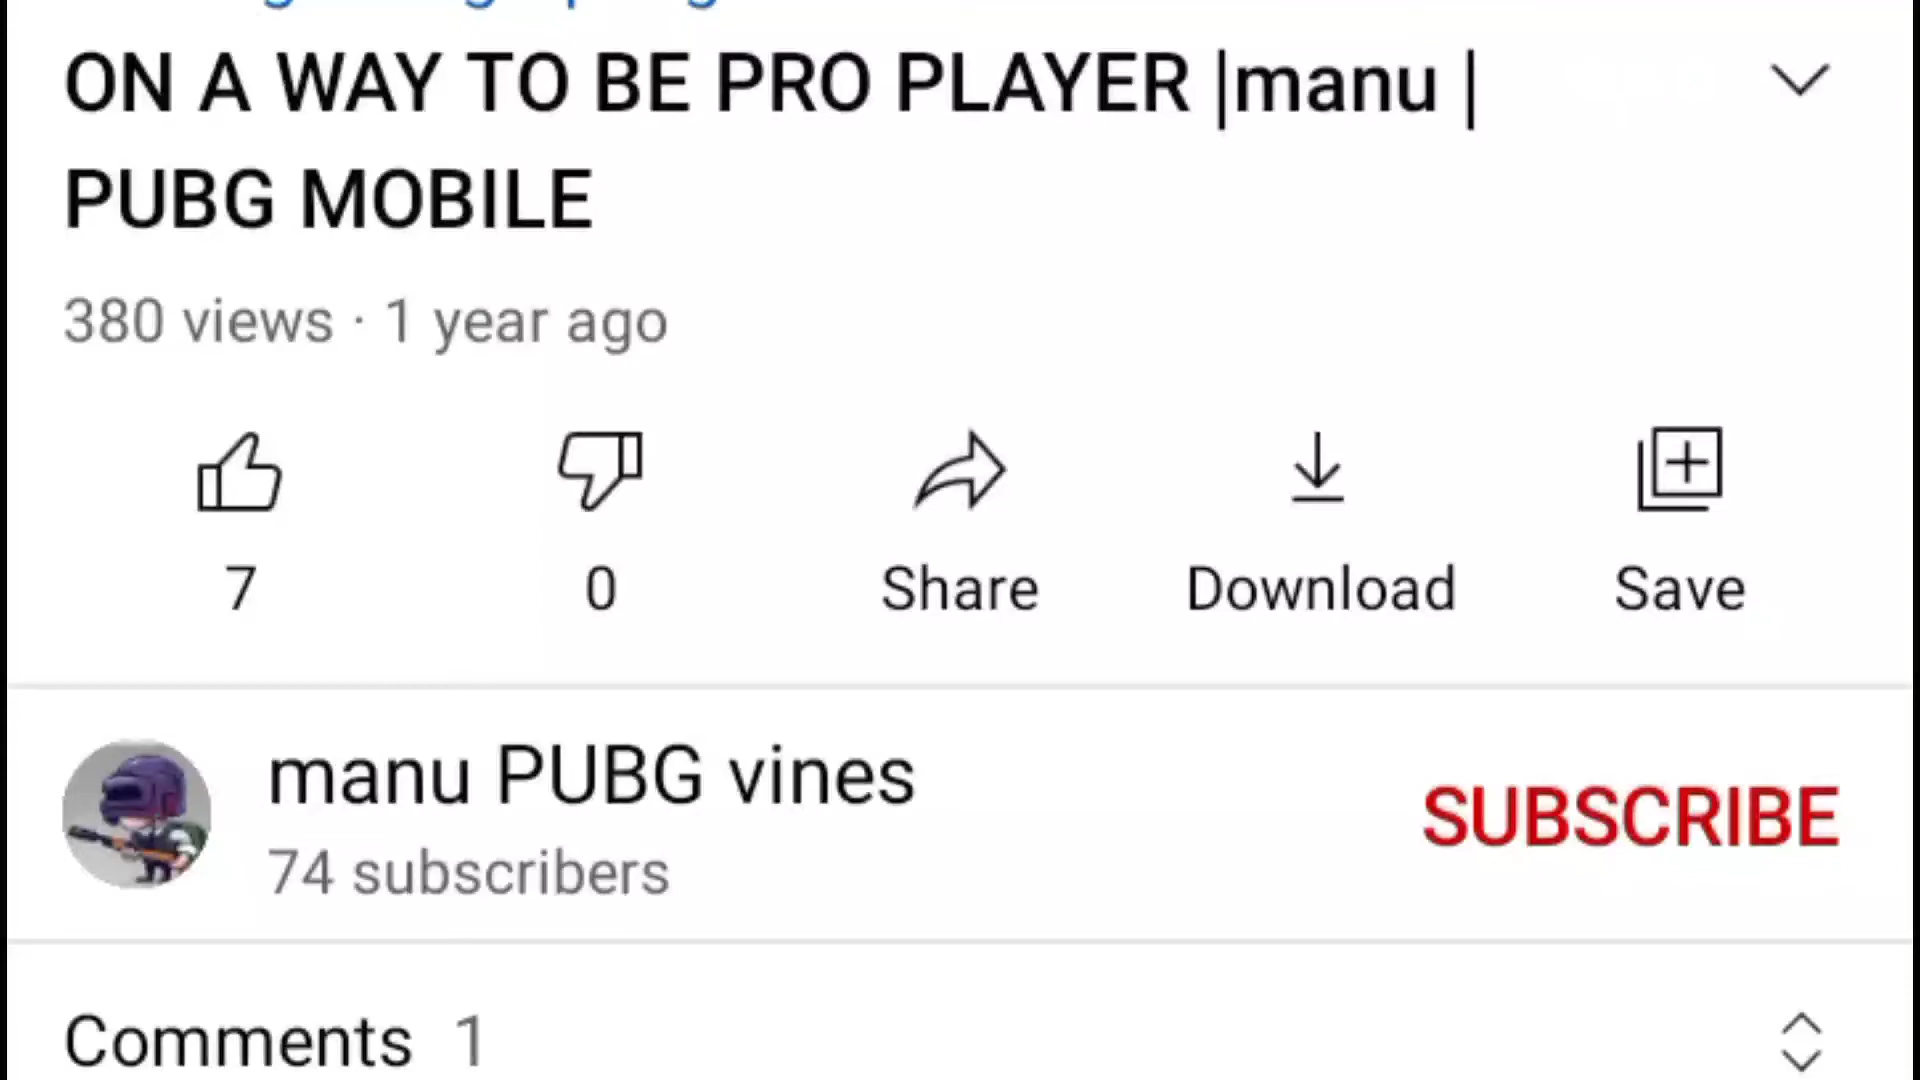 ON A WAY TO BE PRO PLAYER |manu |
PUBG MOBILE
380 views · 1 year ago
7
0
Share
Download
Save
manu PUBG vines
74 subscribers
SUBSCRIBE
Comments 1